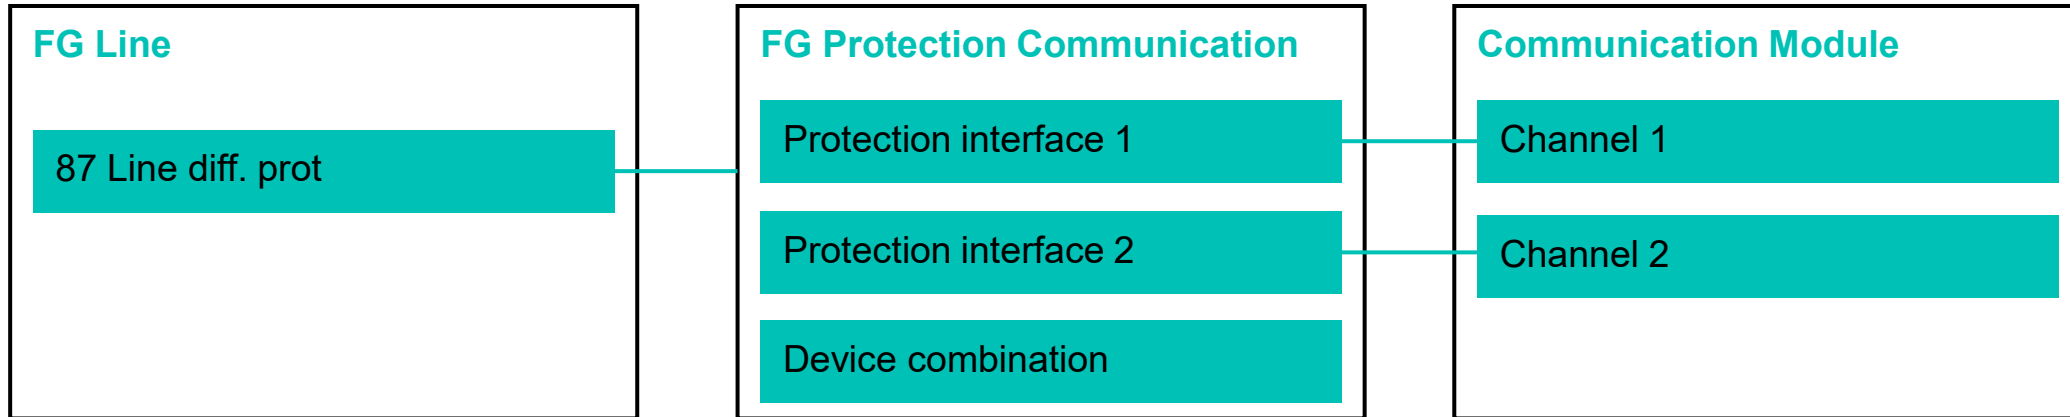 FG Line
87 Line diff. prot
FG Protection Communication
Protection interface 1
Protection interface 2
Device combination
Communication Module
Channel 1
Channel 2